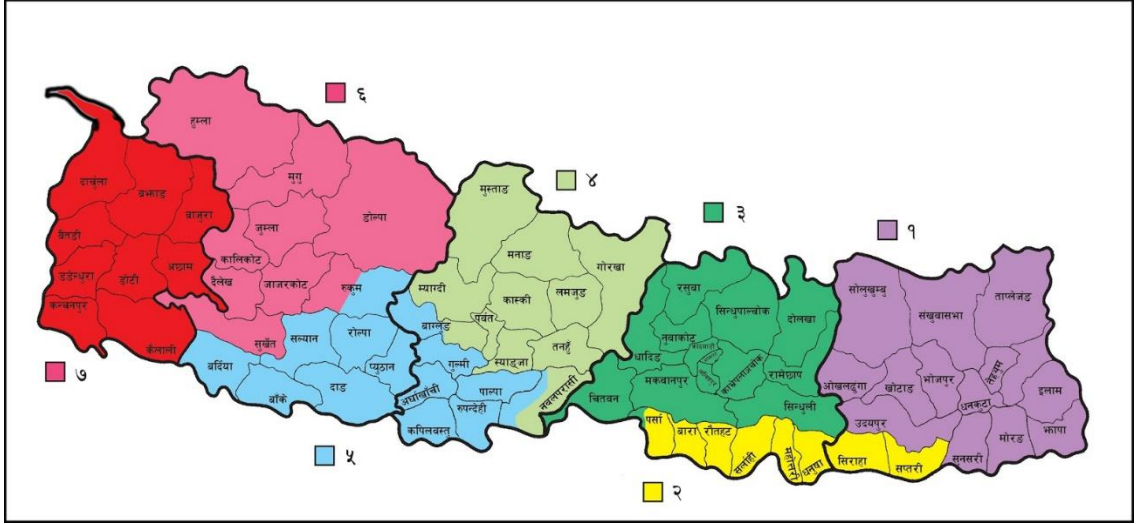 ६
हुम्ला
मुगु
डोल्पा
जुम्ला
कालिकोट
दैलेख
जाजरकोट
रुकुम
सुर्खेत
दार्चुला
बझाङ
बाजुरा
बैतडी
डडेल्धुरा
डोटी
अछाम
कन्चनपुर
कैलाली
७
४
मुस्ताङ
मनाङ
गोरखा
म्याग्दी
कास्की
लमजुङ
पर्वत
बाग्लुङ
स्याङ्जा
तनहुँ
नवलपरासी
सल्यान
रोल्पा
प्युठान
बर्दिया
बाँके
दाङ
गुल्मी
पाल्पा
अर्घाखाँची
रुपन्देही
कपिलवस्तु
५
३
रसुवा
सिन्धुपाल्चोक
दोलखा
नुवाकोट
धादिङ
मकवानपुर
काभ्रेपलान्चोक
रामेछाप
चितवन
सिन्धुली
पर्सा
बारा
रौतहट
सर्लाही
महोत्तरी
धनुषा
सिराहा
सप्तरी
२
१
सोलुखुम्बु
संखुवासभा
ताप्लेजङ
ओखलढुंगा
खोटाङ
भोजपुर
तेह्रथुम
धनकुटा
इलाम
उदयपुर
मोरङ
झापा
सुनसरी